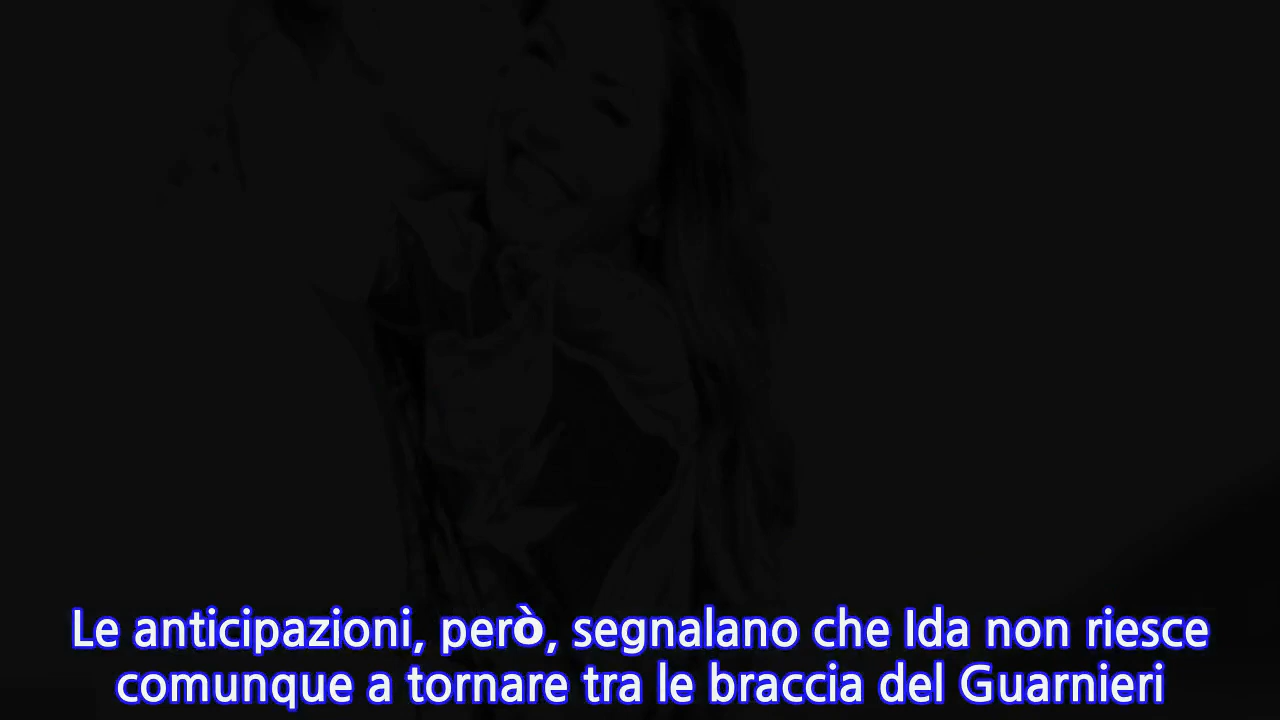 Le anticipazioni, però, segnalano che Ida non riesce
comunque a tornare tra le braccia del Guarnieri